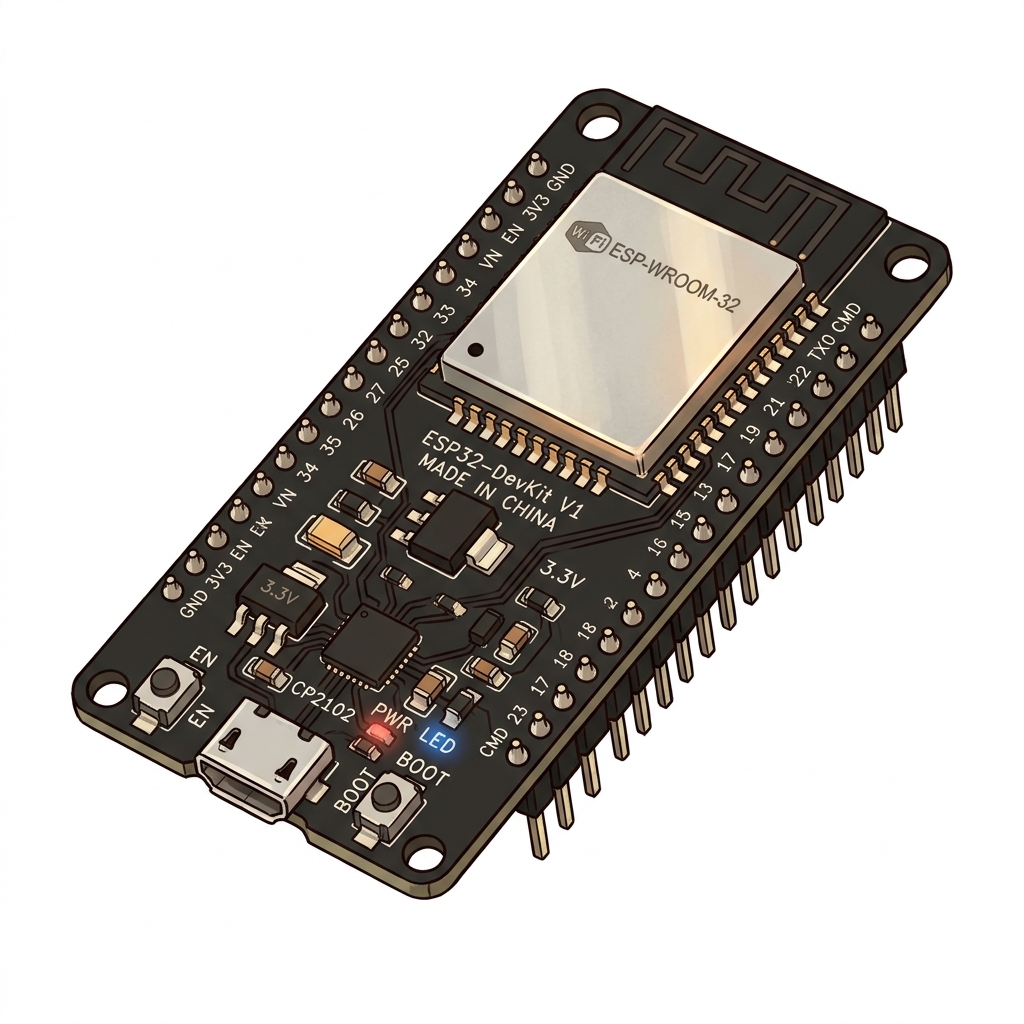 WiFi ESP-WROOM-32
GND
3V3
EN
VN
34
33
32
25
27
26
35
34
VN
EN
3V3
GND
CMD
TX0
22
21
19
17
13
15
16
4
2
18
18
17
23
CMD
ESP32-DevKit V1
MADE IN CHINA
3.3V
3.3V
EN
EN
CP2102
PWR
LED
BOOT
BOOT